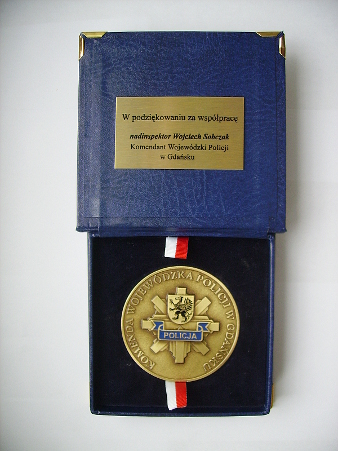 W podziękowaniu za współpracę
nadinspektor Wojciech Sobczak
Komendant Wojewódzki Policji
w Gdańsku
KOMENDA WOJEWÓDZKA POLICJI W GDAŃSKU
POLICJA